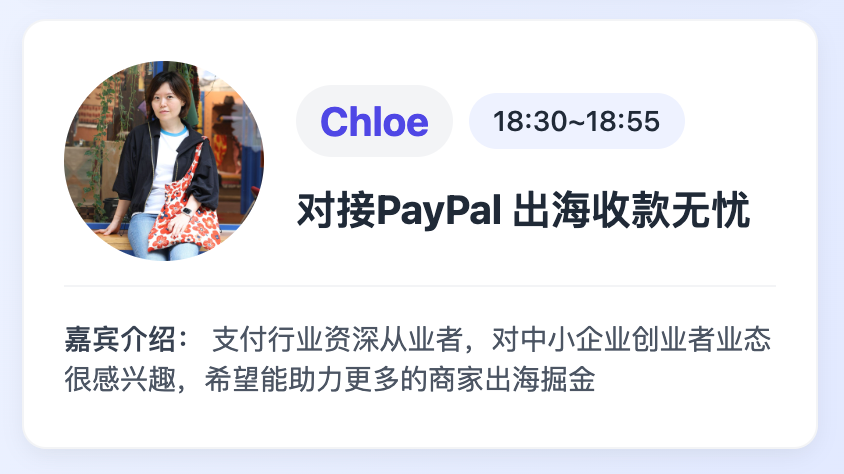 Chloe
18:30~18:55
对接PayPal 出海收款无忧
嘉宾介绍： 支付行业资深从业者，对中小企业创业者业态
很感兴趣，希望能助力更多的商家出海掘金